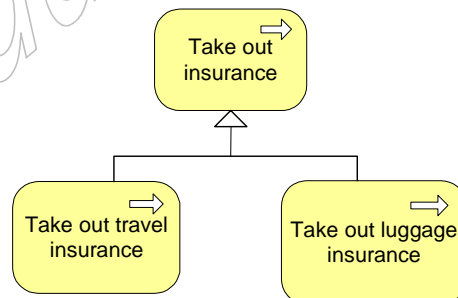 Take out
insurance
Take out travel
insurance
Take out luggage
insurance